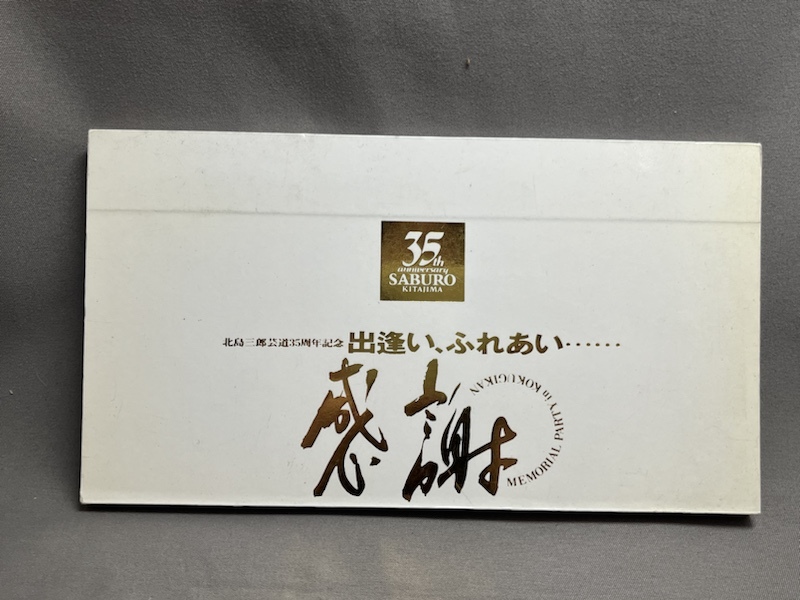 35th
anniversary
SABURO
KITAJIMA
北島三郎芸道35周年記念 出逢い、ふれあい……
感謝
MEMORIAL PARTY in KOKUGIKAN